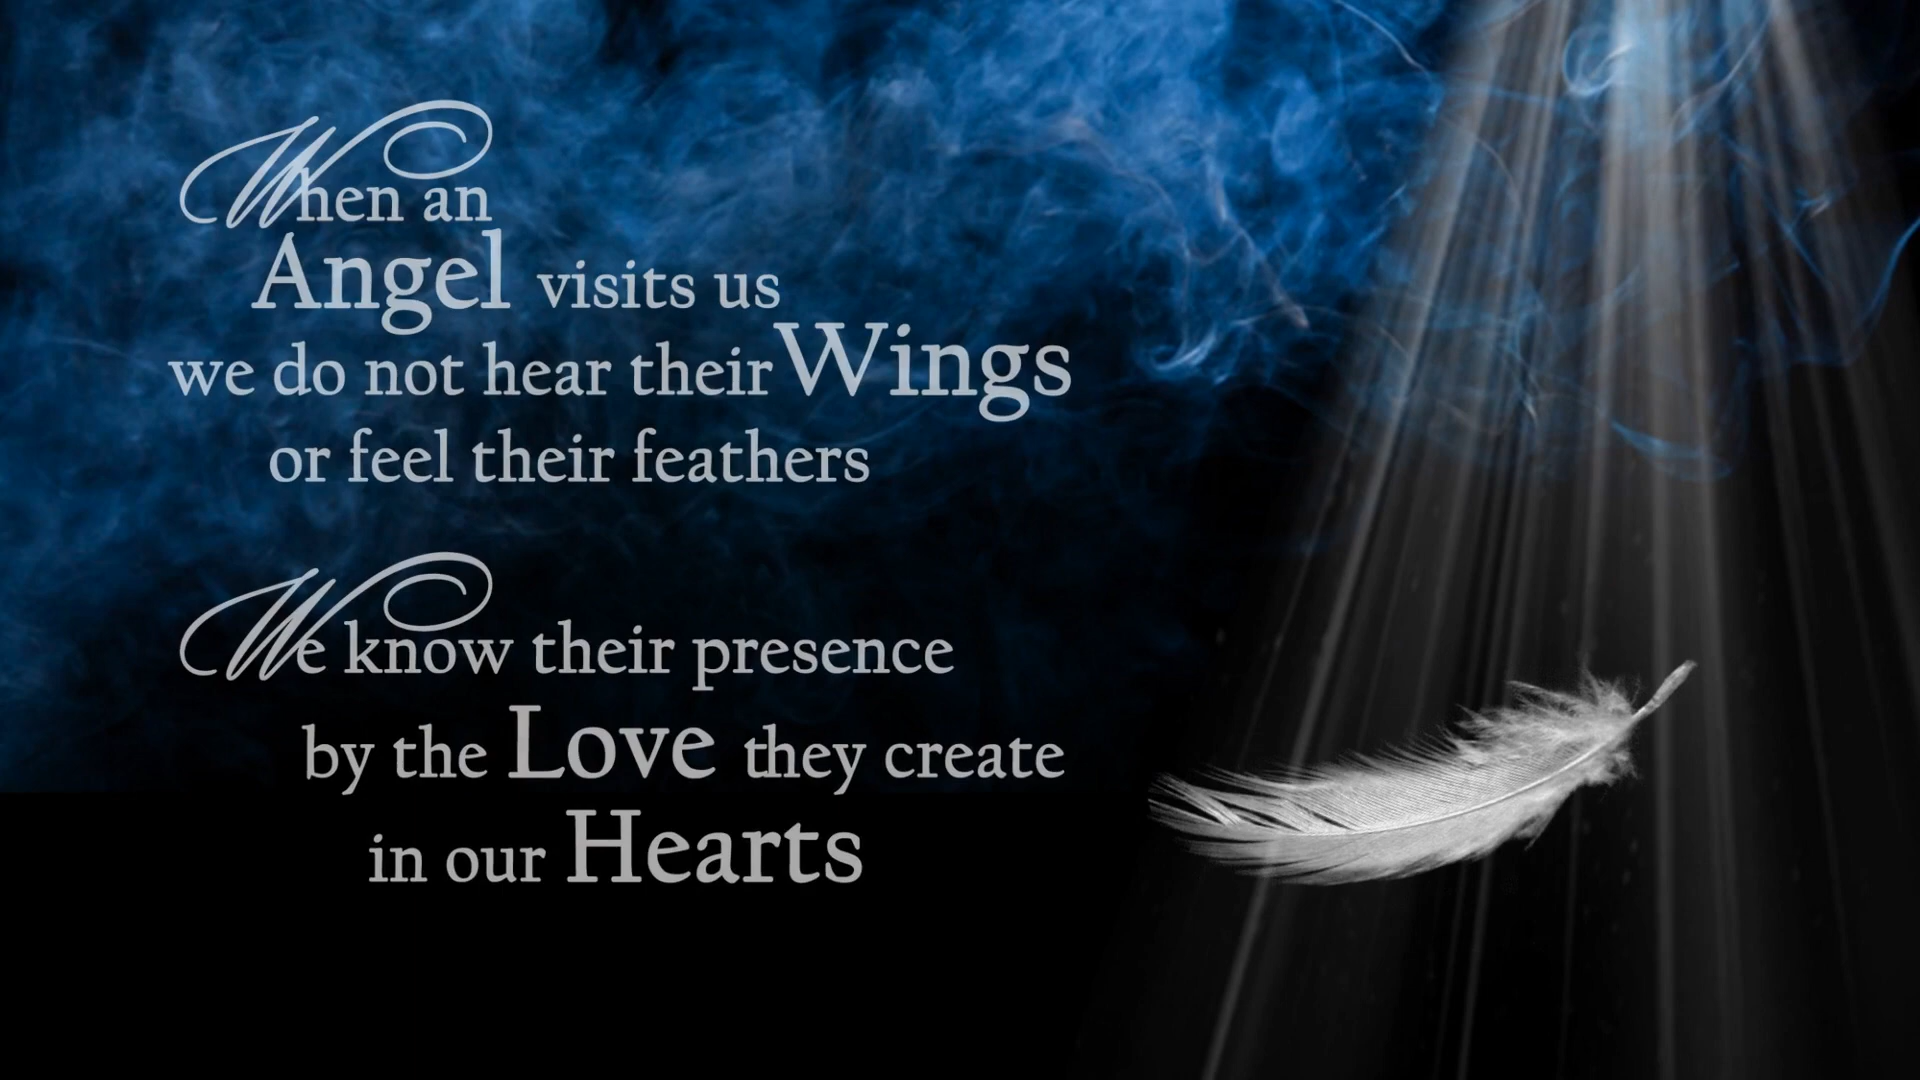 When an
Angel visits us
we do not hear their Wings
or feel their feathers
We know their presence
by the Love they create
in our Hearts